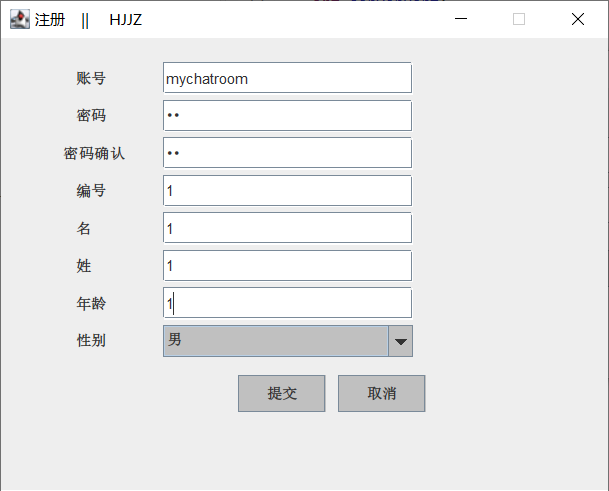 注册 || HJJZ
账号 mychatroom
密码 ••
密码确认 ••
编号 1
名 1
姓 1
年龄 1
性别 男
提交 取消